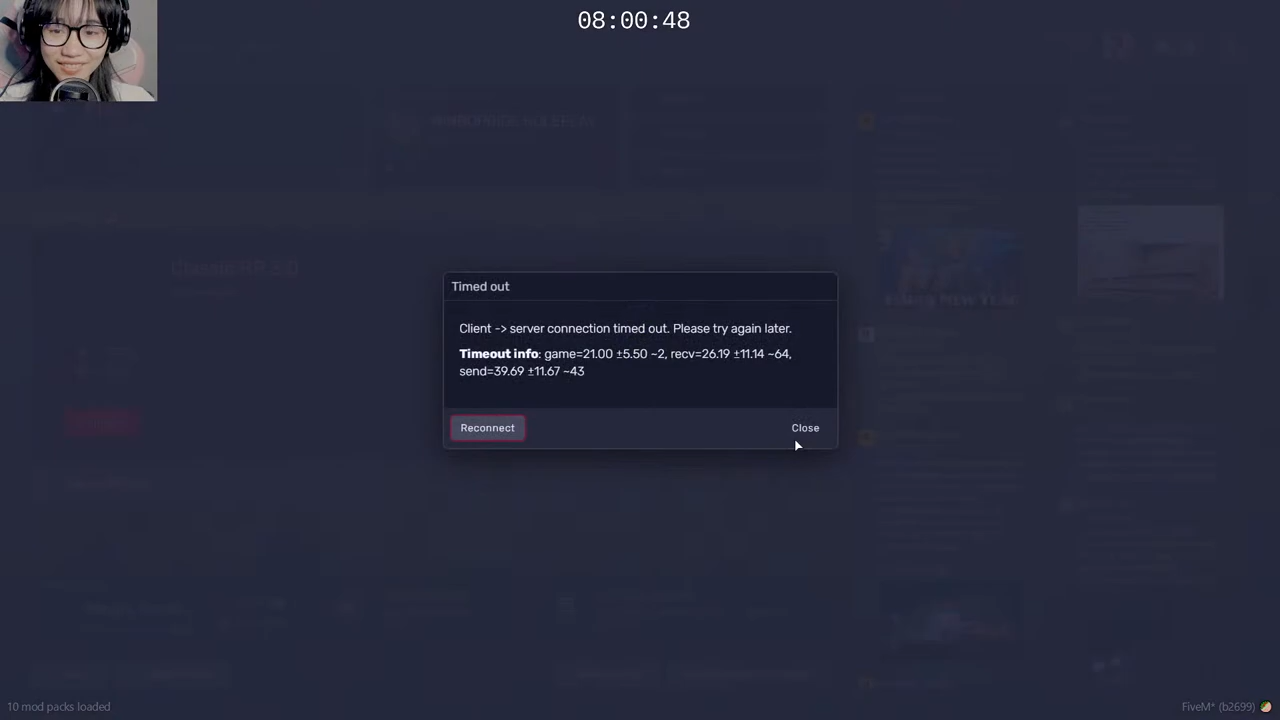 08:00:48
Timed out
Client -> server connection timed out. Please try again later.
Timeout info: game=21.00 ±5.50 ~2, recv=26.19 ±11.14 ~64,
send=39.69 ±11.67 ~43
Reconnect
Close
10 mod packs loaded
FiveM* (b2699)